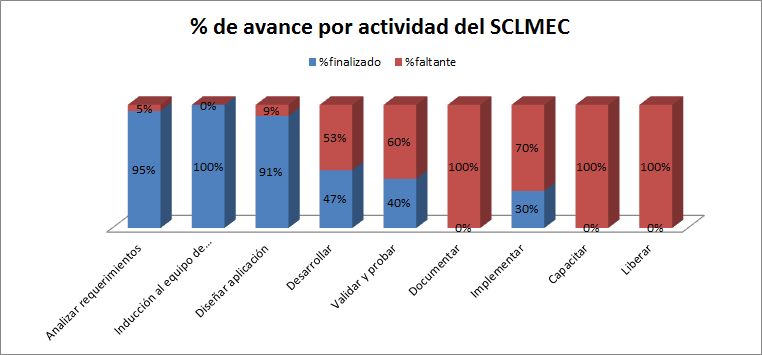 % de avance por actividad del SCLMEC
%finalizado %faltante
5% 0% 9% 53% 60% 100% 70% 100% 100%
95% 100% 91% 47% 40% 0% 30% 0% 0%
Analizar requerimientos
Inducción al equipo de...
Diseñar aplicación
Desarrollar
Validar y probar
Documentar
Implementar
Capacitar
Liberar